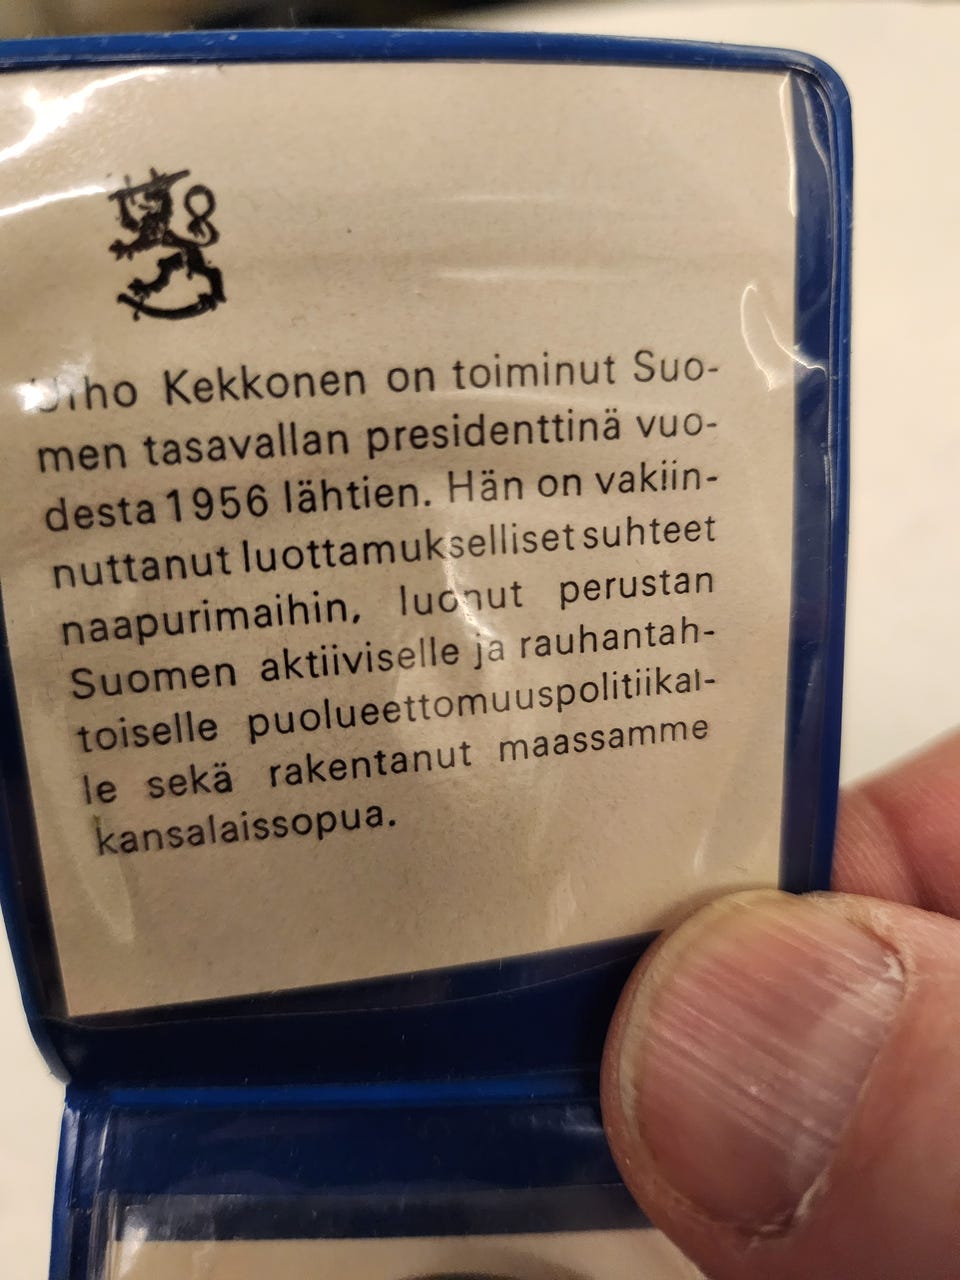 Urho Kekkonen on toiminut Suo-
men tasavallan presidenttinä vuo-
desta 1956 lähtien. Hän on vakiin-
nuttanut luottamukselliset suhteet
naapurimaihin, luonut perustan
Suomen aktiiviselle ja rauhantah-
toiselle puolueettomuuspolitiikal-
le sekä rakentanut maassamme
kansalaissopua.